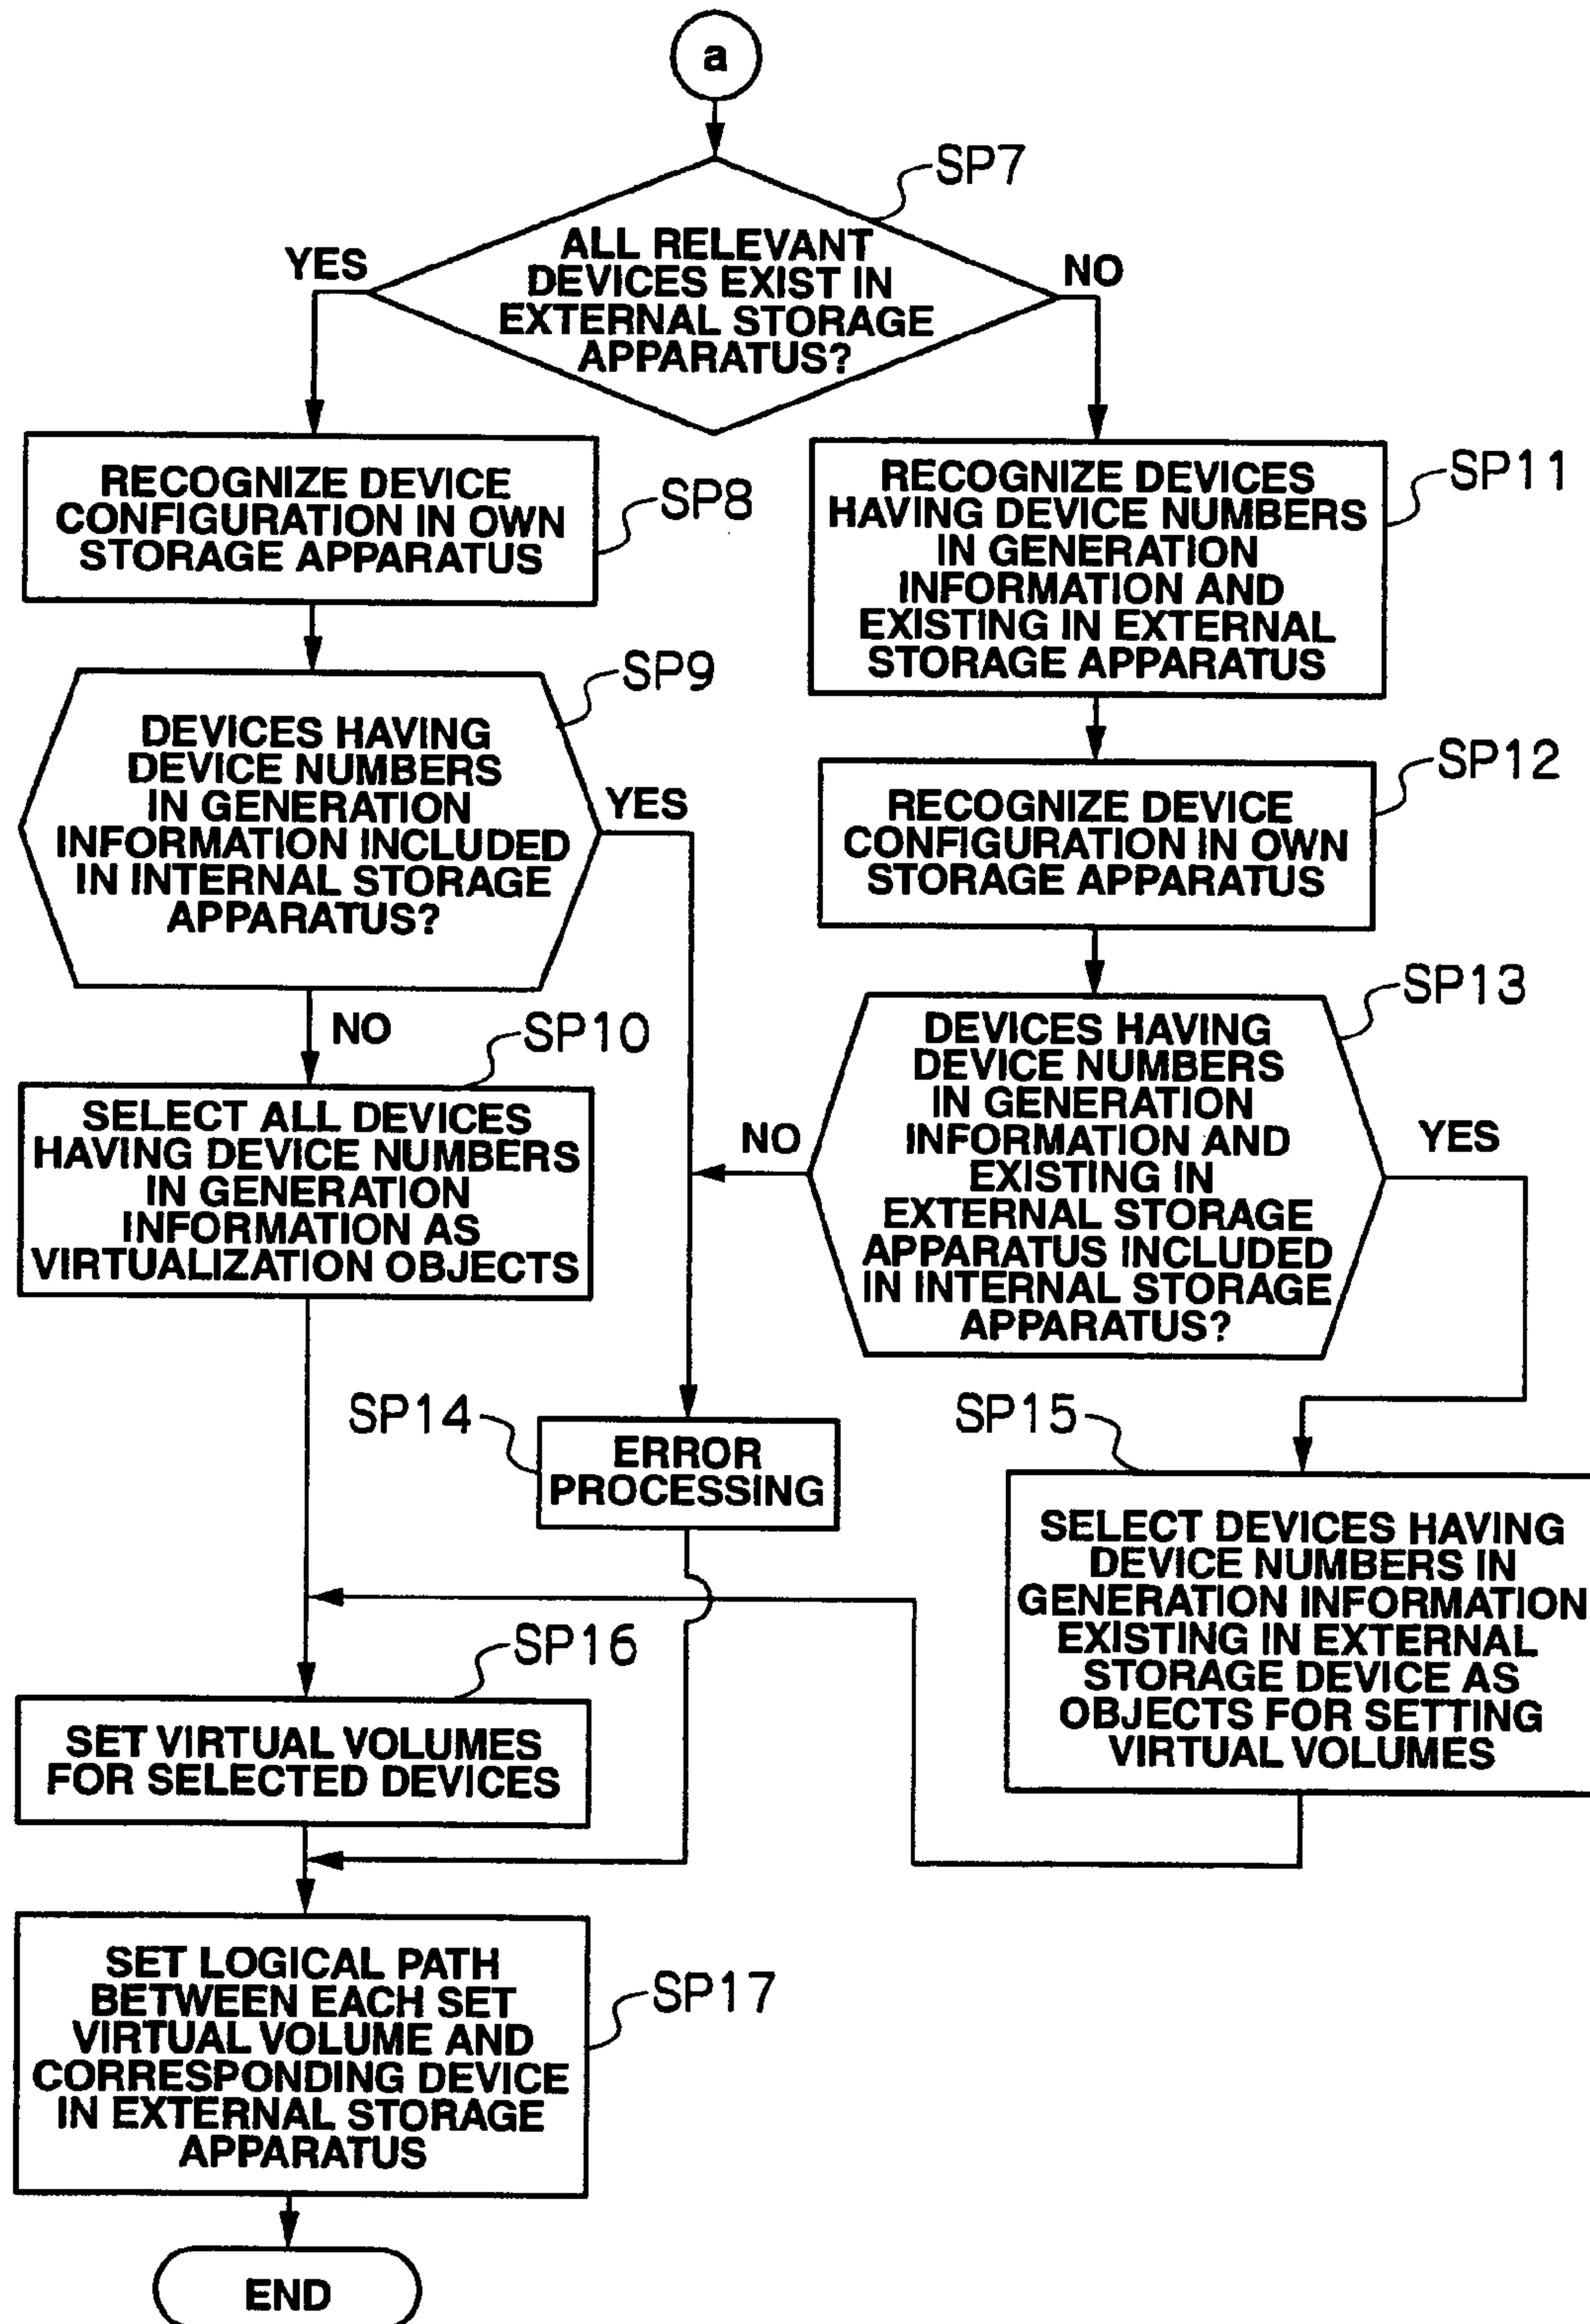 a
SP7
ALL RELEVANT
DEVICES EXIST IN
EXTERNAL STORAGE
APPARATUS?
YES
NO
RECOGNIZE DEVICE
CONFIGURATION IN OWN
STORAGE APPARATUS
SP8
RECOGNIZE DEVICES
HAVING DEVICE NUMBERS
IN GENERATION
INFORMATION AND
EXISTING IN EXTERNAL
STORAGE APPARATUS
SP11
SP9
DEVICES HAVING
DEVICE NUMBERS
IN GENERATION
INFORMATION INCLUDED
IN INTERNAL STORAGE
APPARATUS?
YES
NO
SP12
RECOGNIZE DEVICE
CONFIGURATION IN OWN
STORAGE APPARATUS
SP13
DEVICES HAVING
DEVICE NUMBERS
IN GENERATION
INFORMATION AND
EXISTING IN
EXTERNAL STORAGE
APPARATUS INCLUDED
IN INTERNAL STORAGE
APPARATUS?
NO
YES
SP10
SELECT ALL DEVICES
HAVING DEVICE NUMBERS
IN GENERATION
INFORMATION AS
VIRTUALIZATION OBJECTS
SP14
ERROR
PROCESSING
SP15
SELECT DEVICES HAVING
DEVICE NUMBERS IN
GENERATION INFORMATION
EXISTING IN EXTERNAL
STORAGE DEVICE AS
OBJECTS FOR SETTING
VIRTUAL VOLUMES
SP16
SET VIRTUAL VOLUMES
FOR SELECTED DEVICES
SET LOGICAL PATH
BETWEEN EACH SET
VIRTUAL VOLUME AND
CORRESPONDING DEVICE
IN EXTERNAL STORAGE
APPARATUS
SP17
END